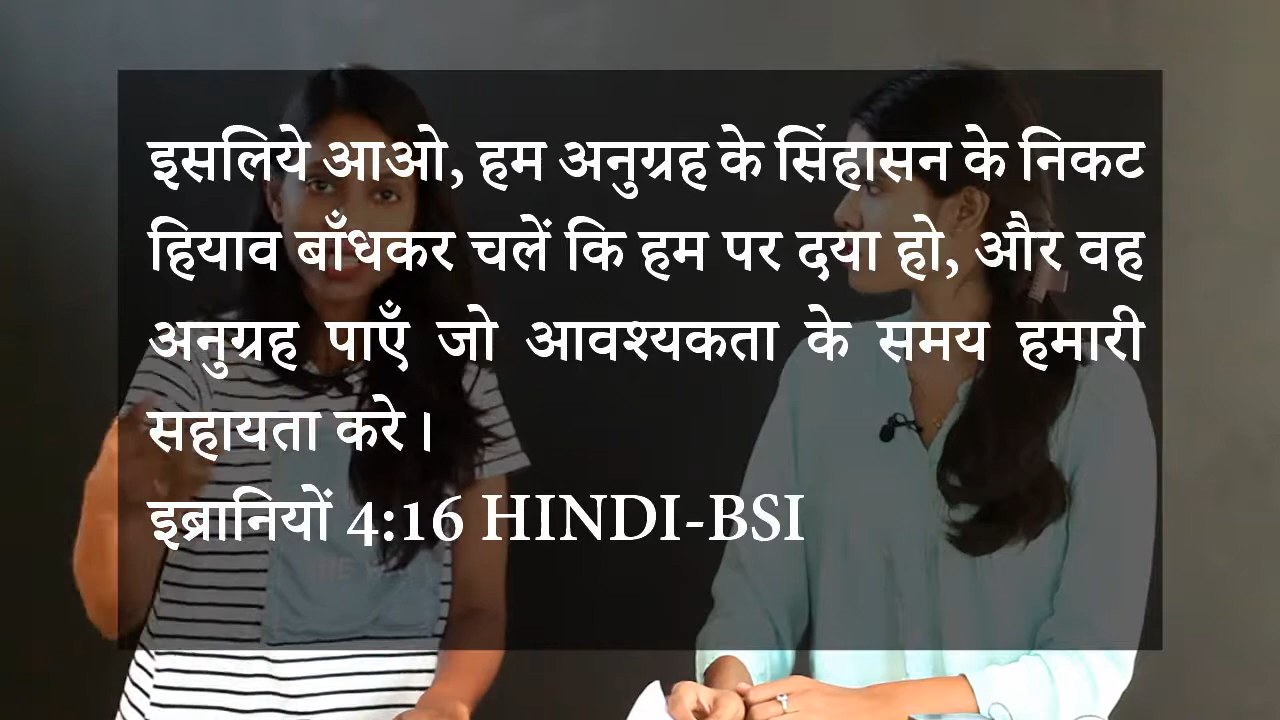 इसलिये आओ, हम अनुग्रह के सिंहासन के निकट
हियाव बाँधकर चलें कि हम पर दया हो, और वह
अनुग्रह पाएँ जो आवश्यकता के समय हमारी
सहायता करे।
इब्रानियों 4:16 HINDI-BSI